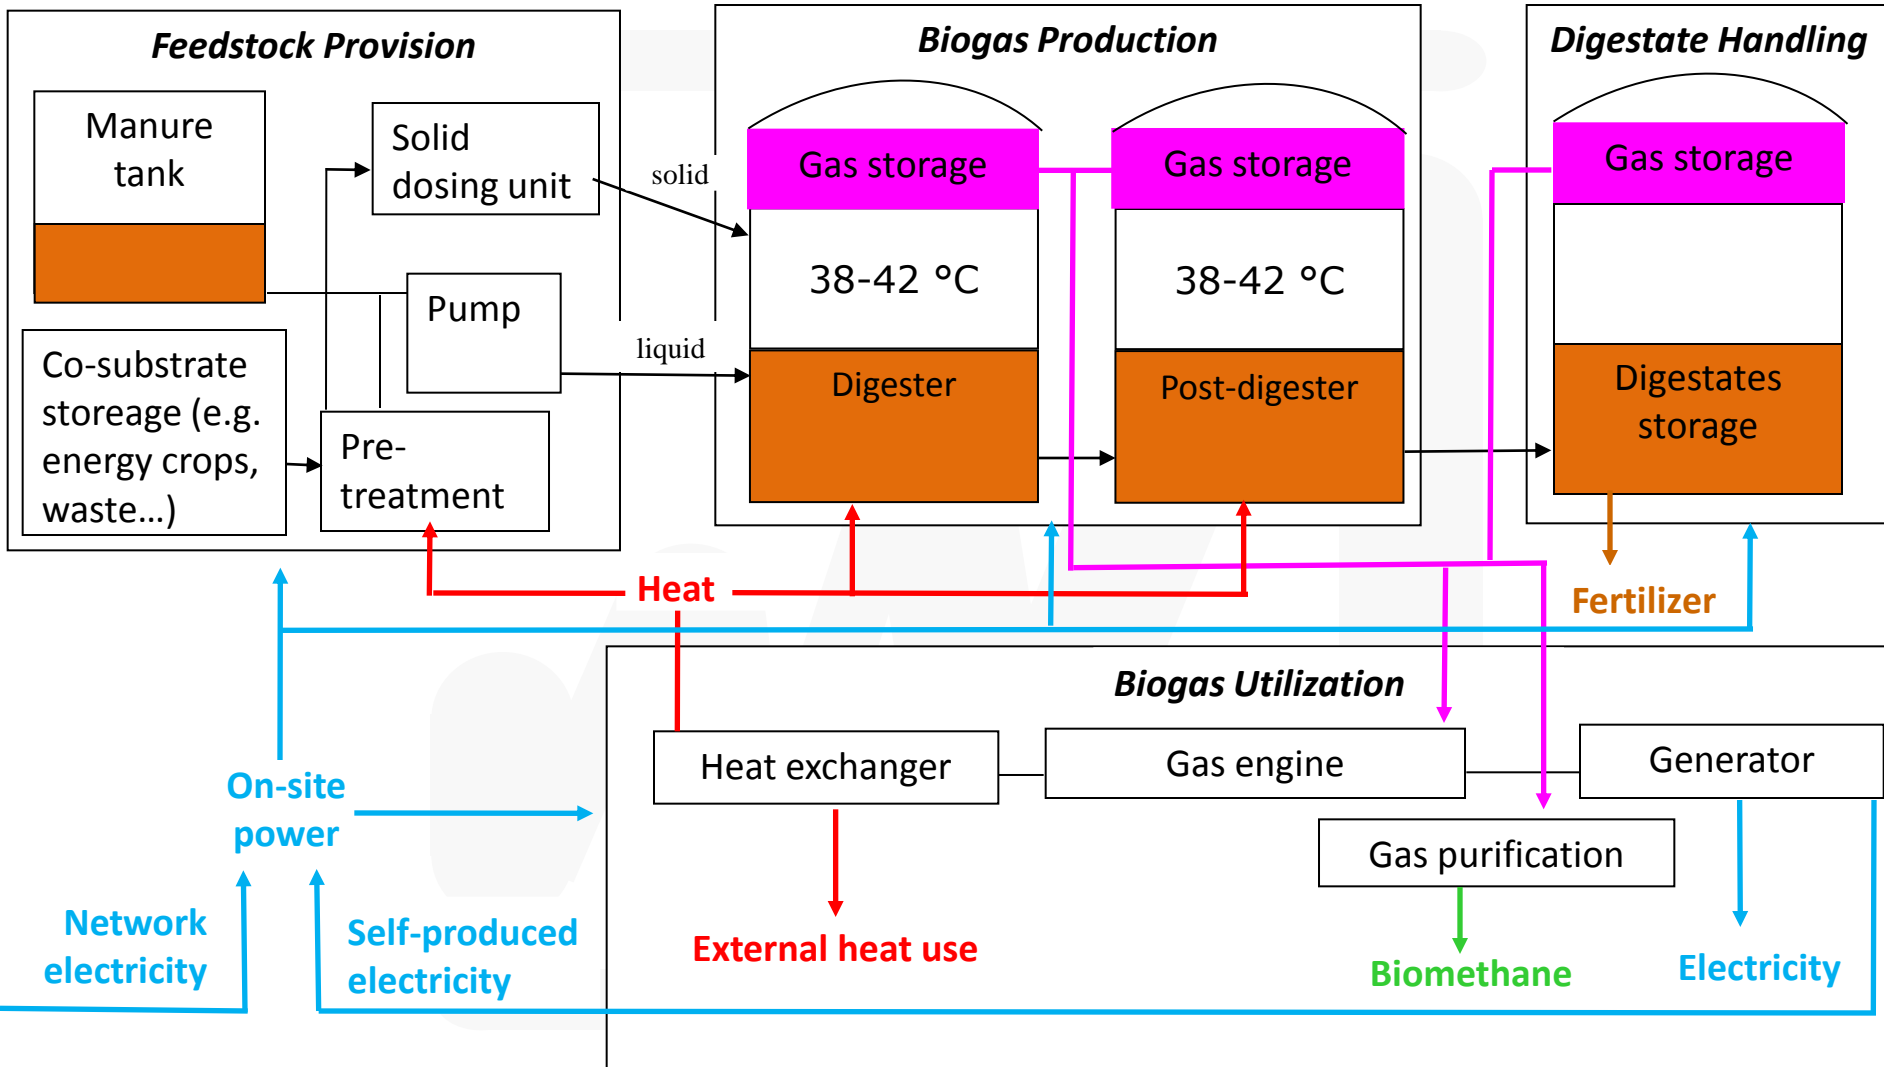 Feedstock Provision
Manure
tank
Solid
dosing unit
Pump
Co-substrate
storeage (e.g.
energy crops,
waste...)
Pre-
treatment
solid
liquid
Biogas Production
Gas storage
38-42 °C
Digester
Gas storage
38-42 °C
Post-digester
Digestate Handling
Gas storage
Digestates
storage
Fertilizer
Heat
Biogas Utilization
Heat exchanger
Gas engine
Generator
Gas purification
External heat use
Biomethane
Electricity
On-site
power
Network
electricity
Self-produced
electricity